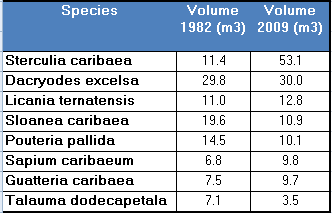 Species Volume 1982 (m3) Volume 2009 (m3)
Sterculia caribaea 11.4 53.1
Dacryodes excelsa 29.8 30.0
Licania ternatensis 11.0 12.8
Sloanea caribaea 19.6 10.9
Pouteria pallida 14.5 10.1
Sapium caribaeum 6.8 9.8
Guatteria caribaea 7.5 9.7
Talauma dodecapetala 7.1 3.5